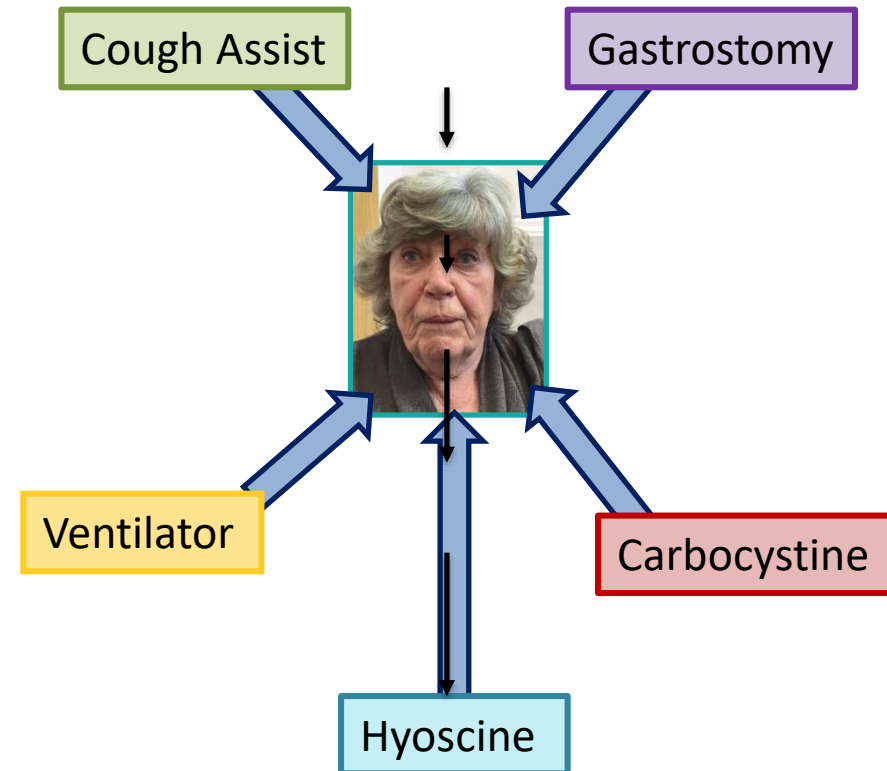 Cough Assist
Gastrostomy
Ventilator
Carbocystine
Hyoscine